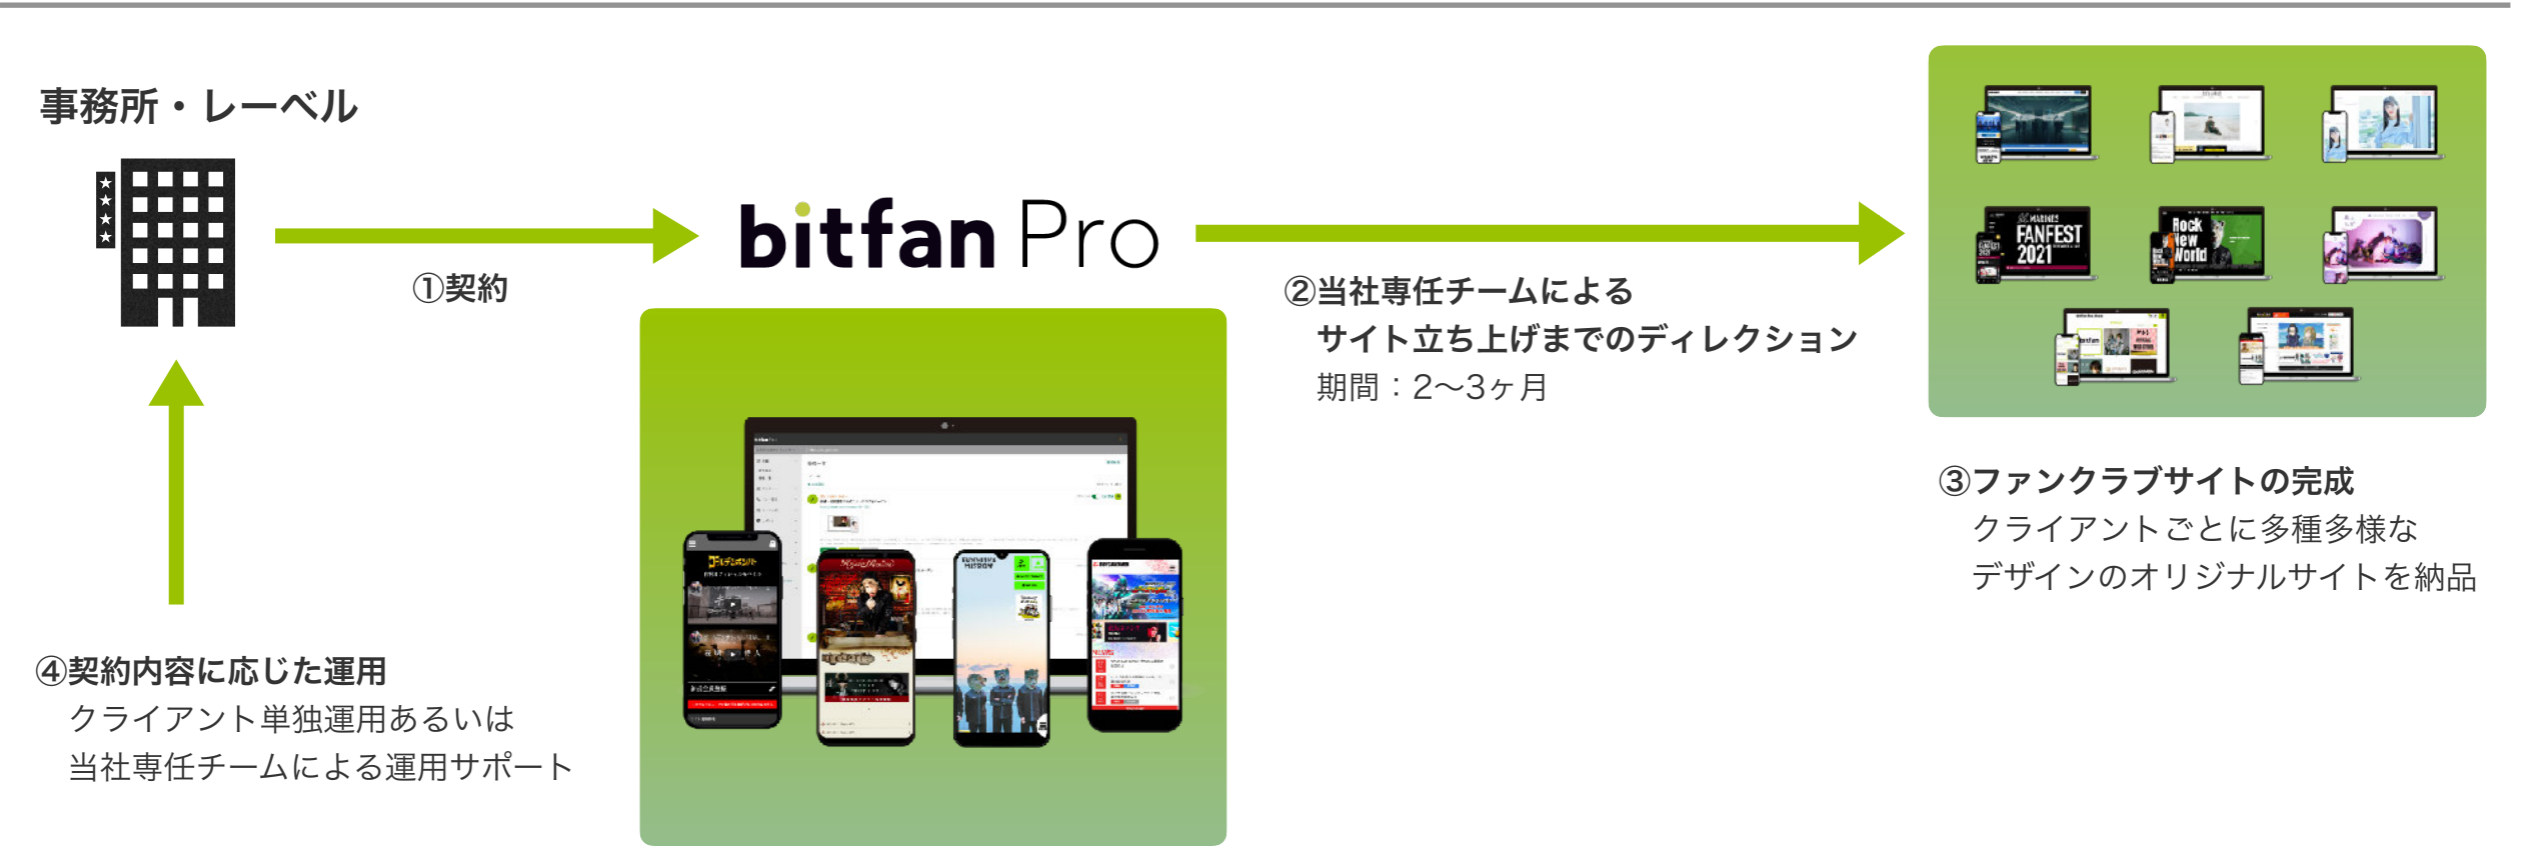 事務所・レーベル
①契約
bitfan Pro
②当社専任チームによる
サイト立ち上げまでのディレクション
期間：2〜3ヶ月
MARINES
FANFEST
2021
Rock
New
World
bitfan
③ファンクラブサイトの完成
クライアントごとに多種多様な
デザインのオリジナルサイトを納品
④契約内容に応じた運用
クライアント単独運用あるいは
当社専任チームによる運用サポート